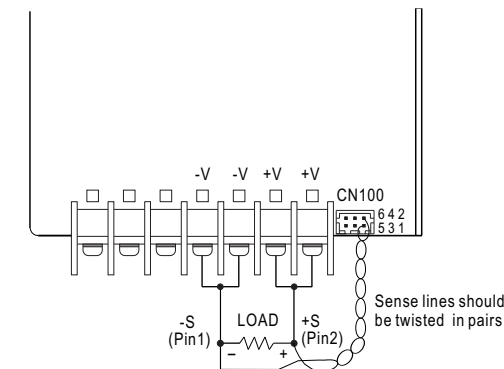 -V -V +V +V
CN100
6 4 2
5 3 1
Sense lines should
be twisted in pairs
-S LOAD +S
(Pin1) (Pin2)
– +